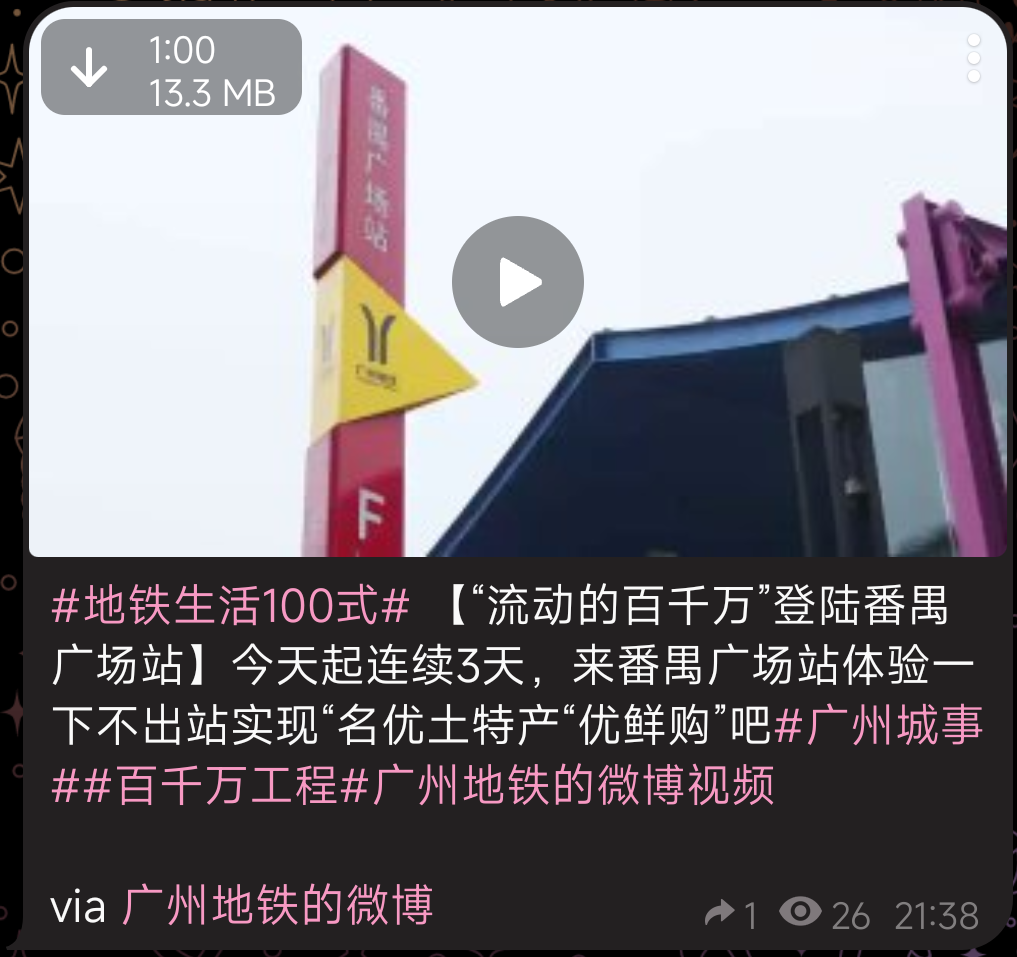 1:00
13.3 MB
番禺广场站
F
#地铁生活100式# 【“流动的百千万”登陆番禺
广场站】今天起连续3天，来番禺广场站体验一
下不出站实现“名优土特产“优鲜购”吧#广州城事
##百千万工程#广州地铁的微博视频
via 广州地铁的微博
1 26 21:38